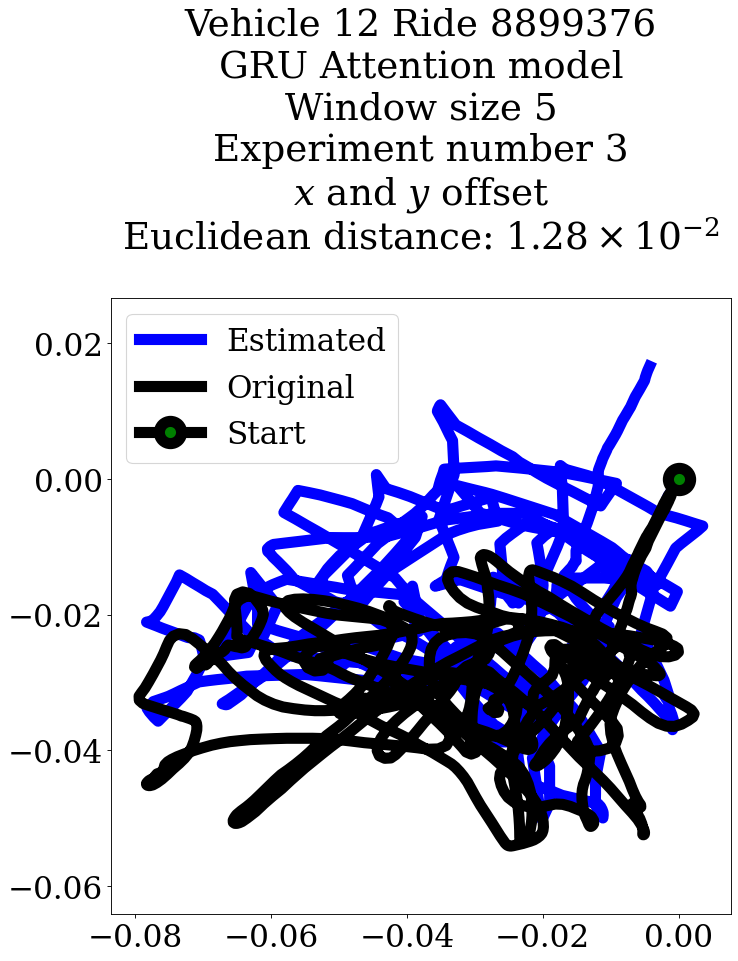 Vehicle 12 Ride 8899376
GRU Attention model
Window size 5
Experiment number 3
x and y offset
Euclidean distance: 1.28 × 10⁻²
Estimated
Original
Start
0.02
0.00
−0.02
−0.04
−0.06
−0.08 −0.06 −0.04 −0.02 0.00